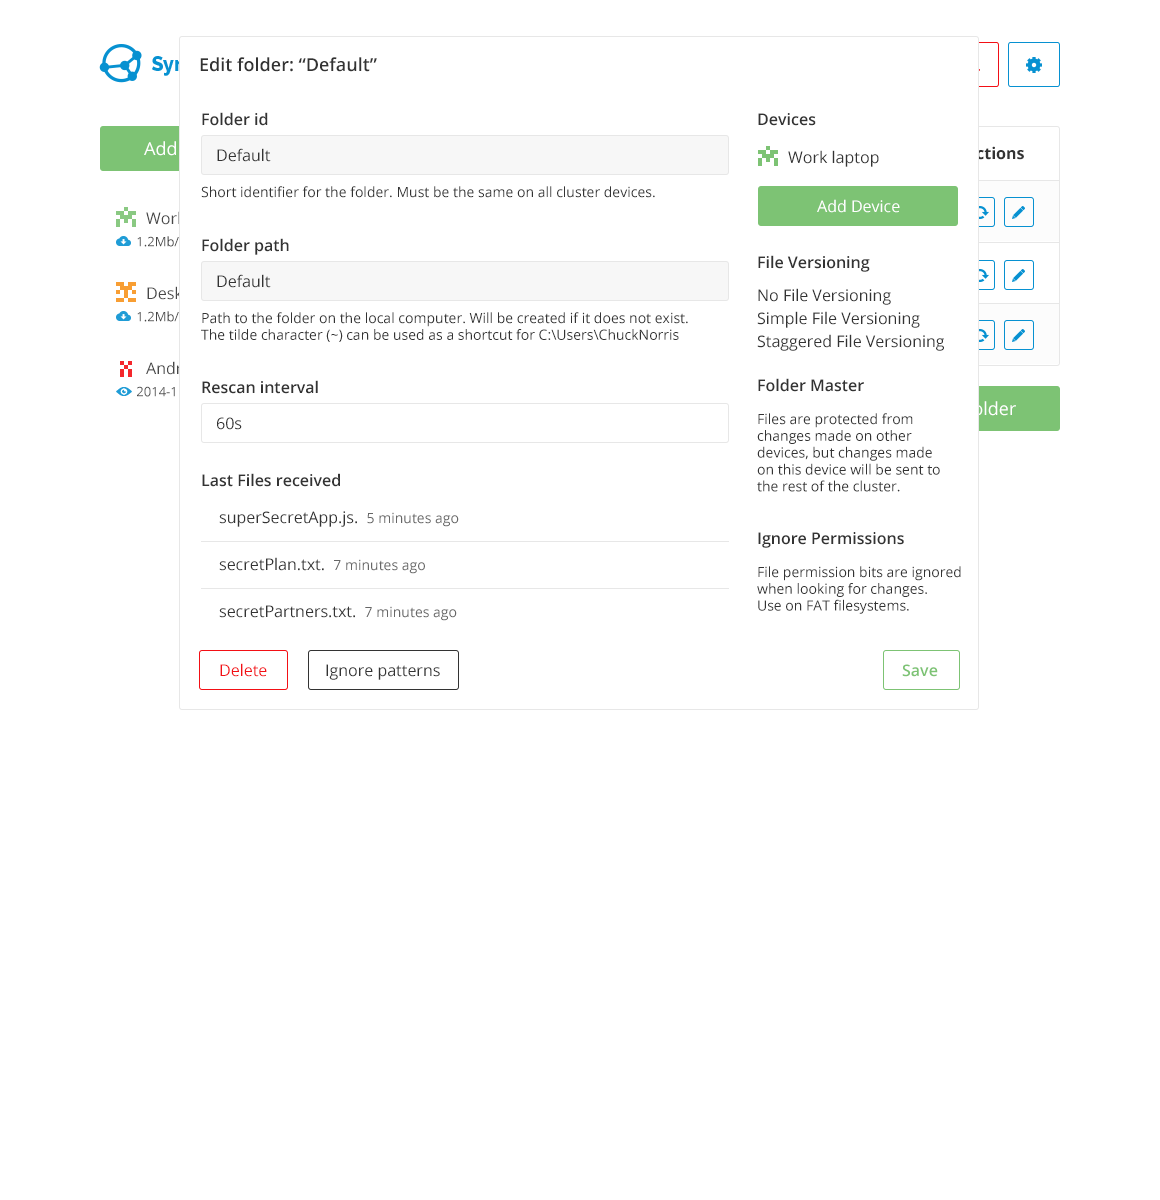 Edit folder: “Default”
Folder id
Default
Short identifier for the folder. Must be the same on all cluster devices.
Folder path
Default
Path to the folder on the local computer. Will be created if it does not exist.
The tilde character (~) can be used as a shortcut for C:\Users\ChuckNorris
Rescan interval
60s
Last Files received
superSecretApp.js. 5 minutes ago
secretPlan.txt. 7 minutes ago
secretPartners.txt. 7 minutes ago
Delete
Ignore patterns
Devices
Work laptop
Add Device
File Versioning
No File Versioning
Simple File Versioning
Staggered File Versioning
Folder Master
Files are protected from
changes made on other
devices, but changes made
on this device will be sent to
the rest of the cluster.
Ignore Permissions
File permission bits are ignored
when looking for changes.
Use on FAT filesystems.
Save
Add
1.2Mb/
1.2Mb/
2014-1